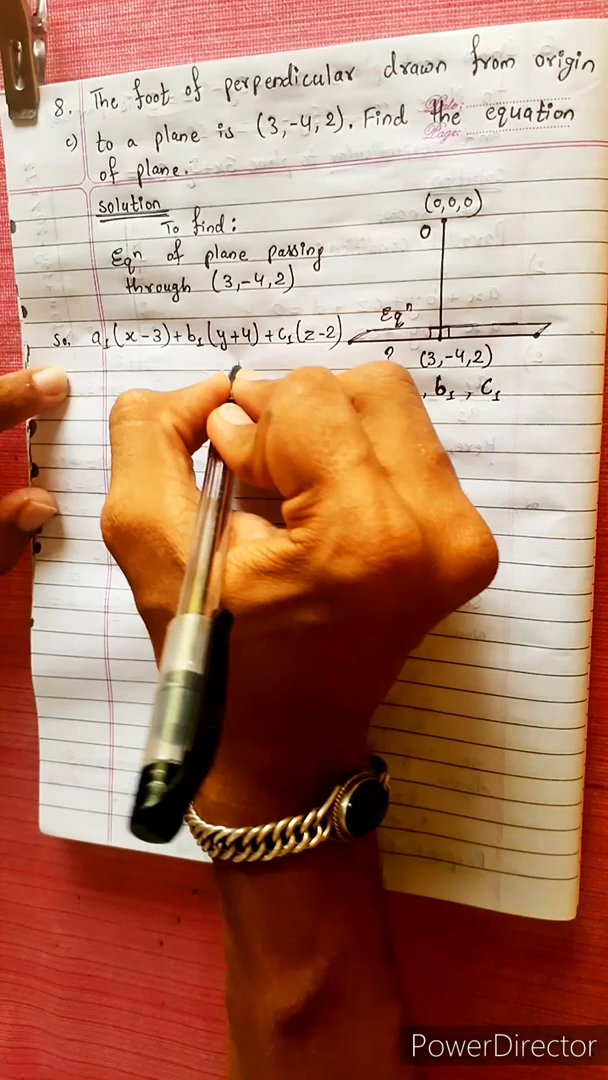 8. The foot of perpendicular drawn from origin
c) to a plane is (3,-4,2). Find the equation
of plane.
solution
To find:
Eqⁿ of plane passing
through (3,-4,2)
(0,0,0)
O
So. a₁(x-3)+b₁(y+4)+c₁(z-2)
Eqⁿ
?
(3,-4,2)
, b₁, c₁
PowerDirector